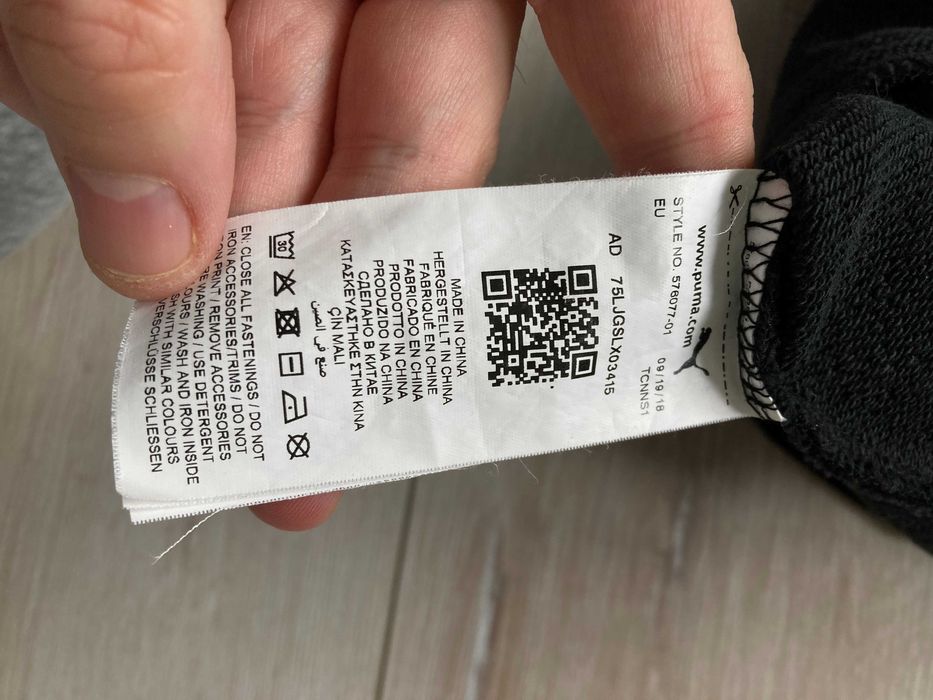 www.puma.com
STYLE NO. 576077-01 09/19/18
EU TCNNS1
AD 75LJGSLX03415
MADE IN CHINA
HERGESTELLT IN CHINA
FABRIQUÉ EN CHINE
FABRICADO EN CHINA
PRODOTTO IN CHINA
PRODUZIDO NA CHINA
СДЕЛАНО В КИТАЕ
ΚΑΤΑΣΚΕΥΑΣΤΗΚΕ ΣΤΗΝ ΚΙΝΑ
ÇİN MALI
صنع في الصين
30
EN: CLOSE ALL FASTENINGS / DO NOT
IRON ACCESSORIES/TRIMS / DO NOT
PRINT / REMOVE ACCESSORIES
WASHING / USE DETERGENT
/ WASH AND IRON INSIDE
WITH SIMILAR COLOURS
VERSCHLÜSSE SCHLIESSEN